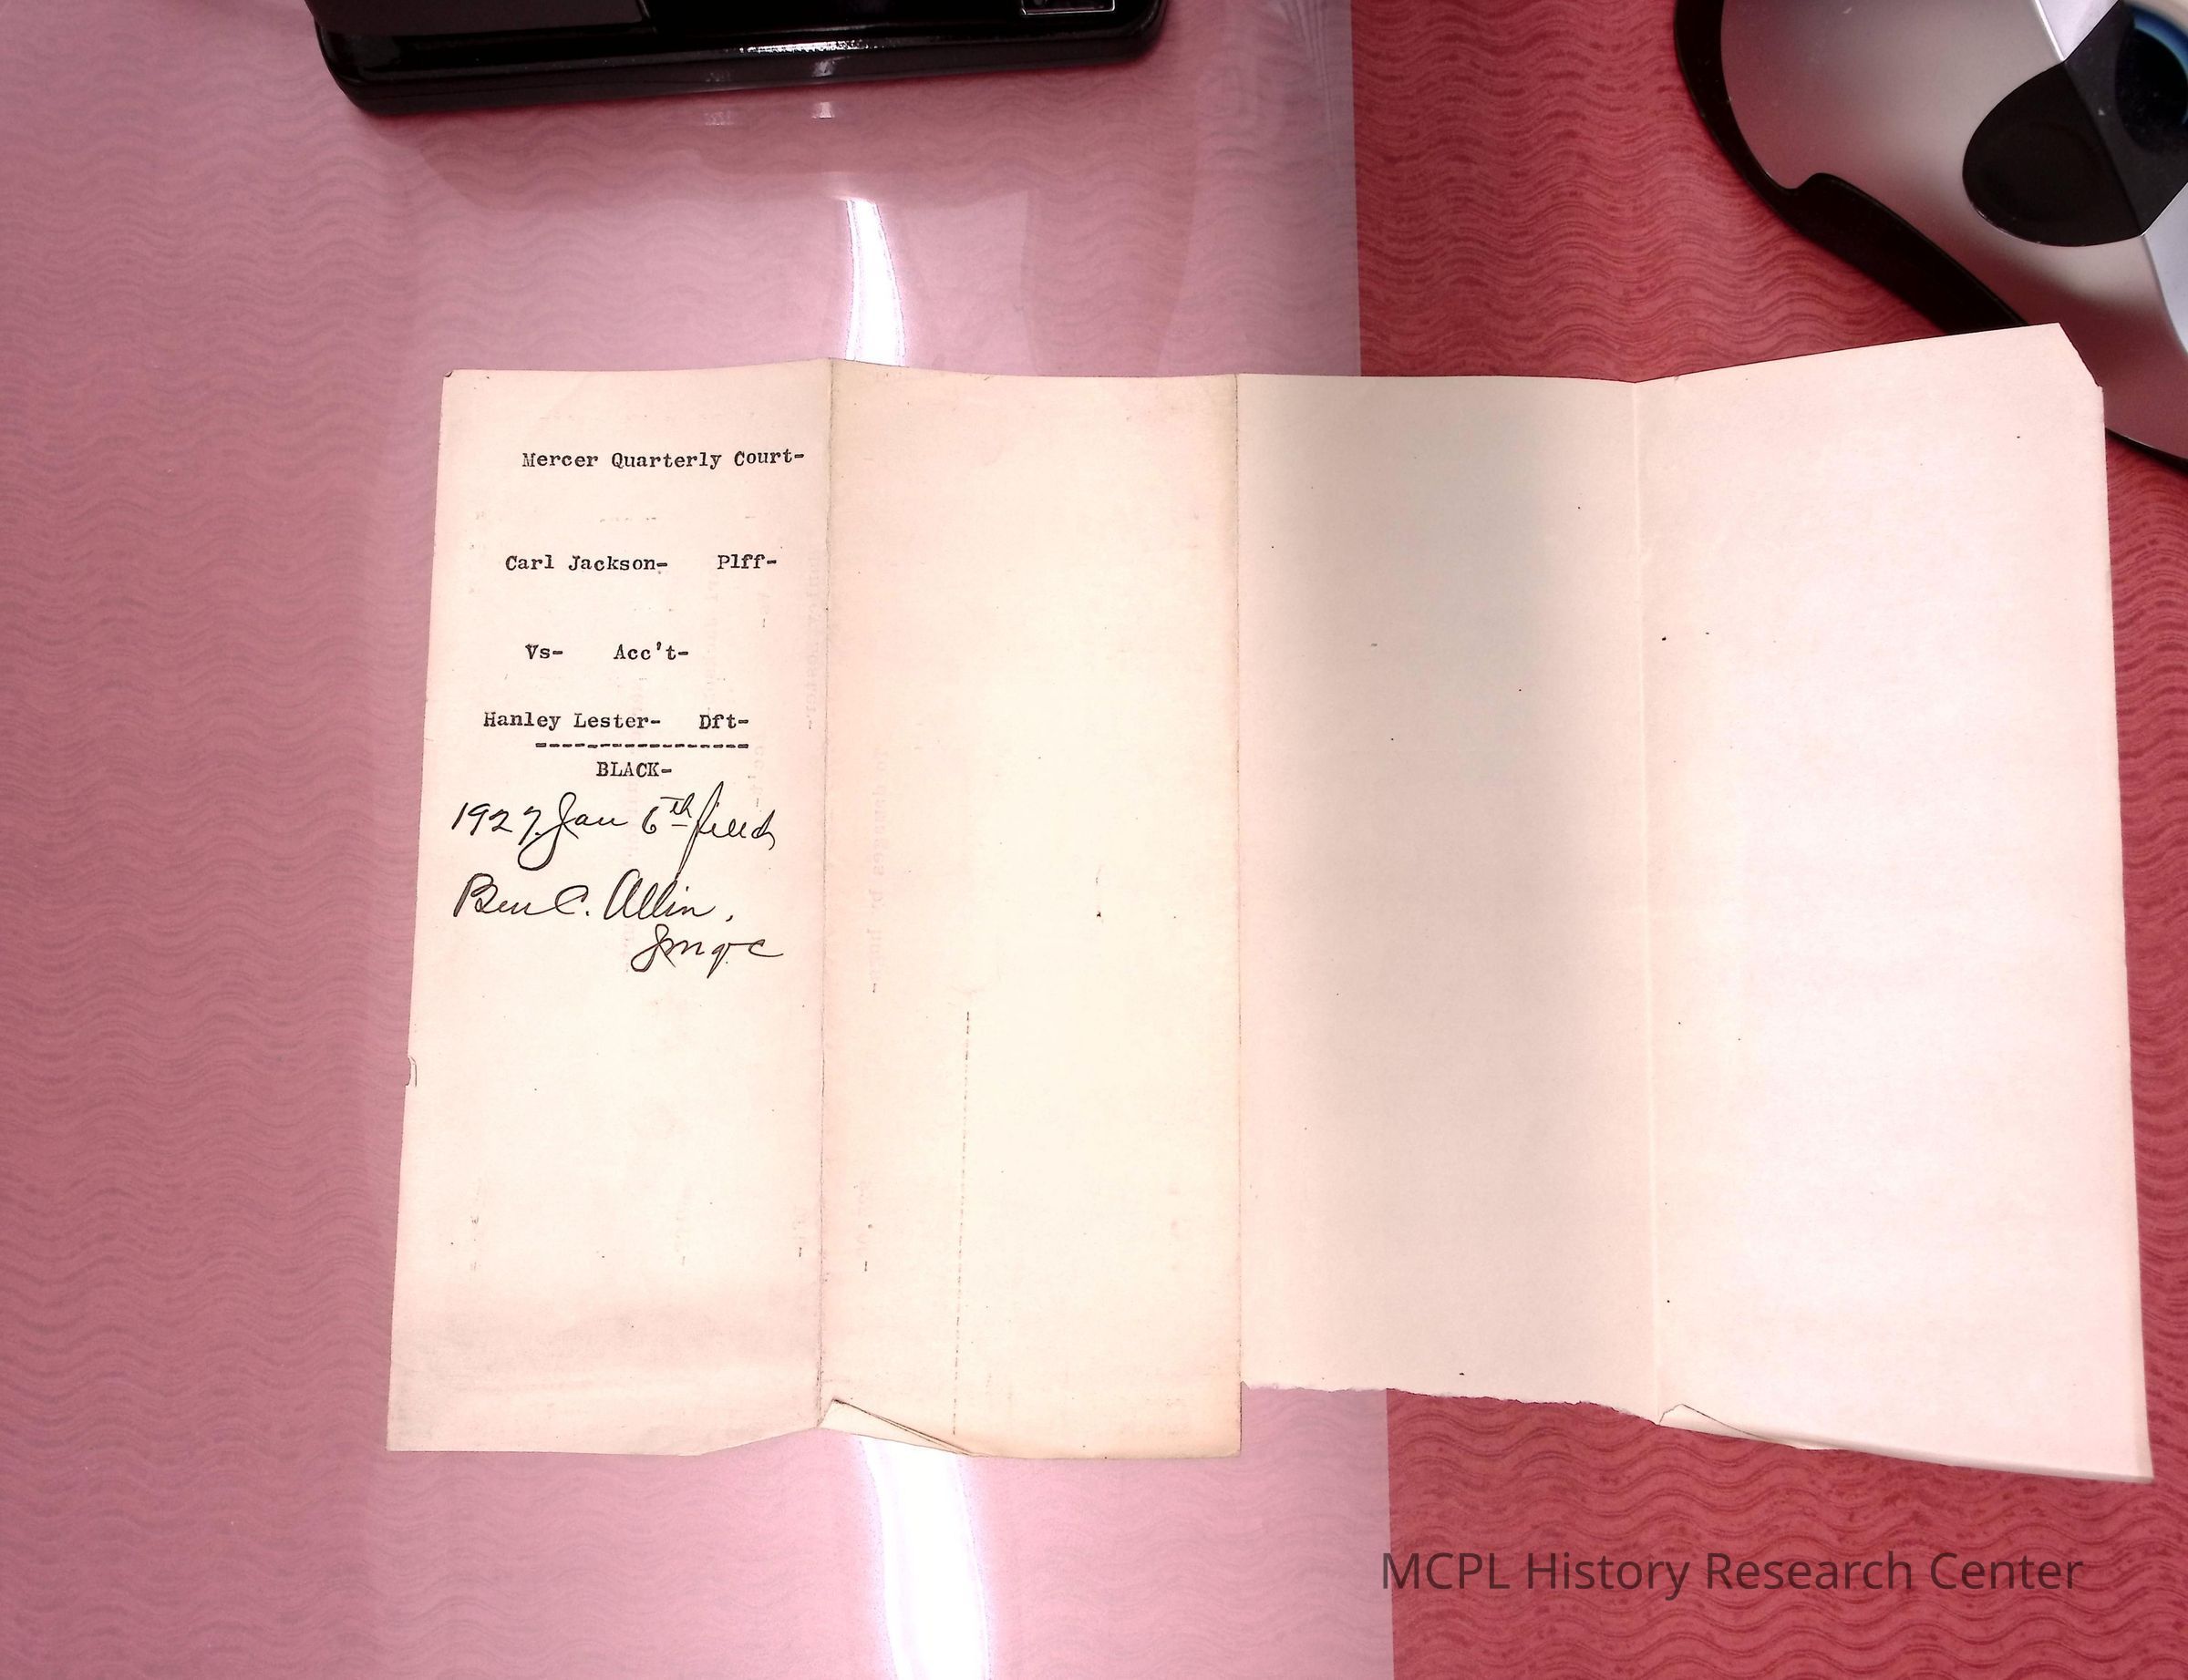 Mercer Quarterly Court-
Carl Jackson- Plff-
Vs- Acc't-
Hanley Lester- Dft-
-----------------
BLACK-
1927. Jan 6th filed
Ben C. Allin,
JMQC
MCPL History Research Center